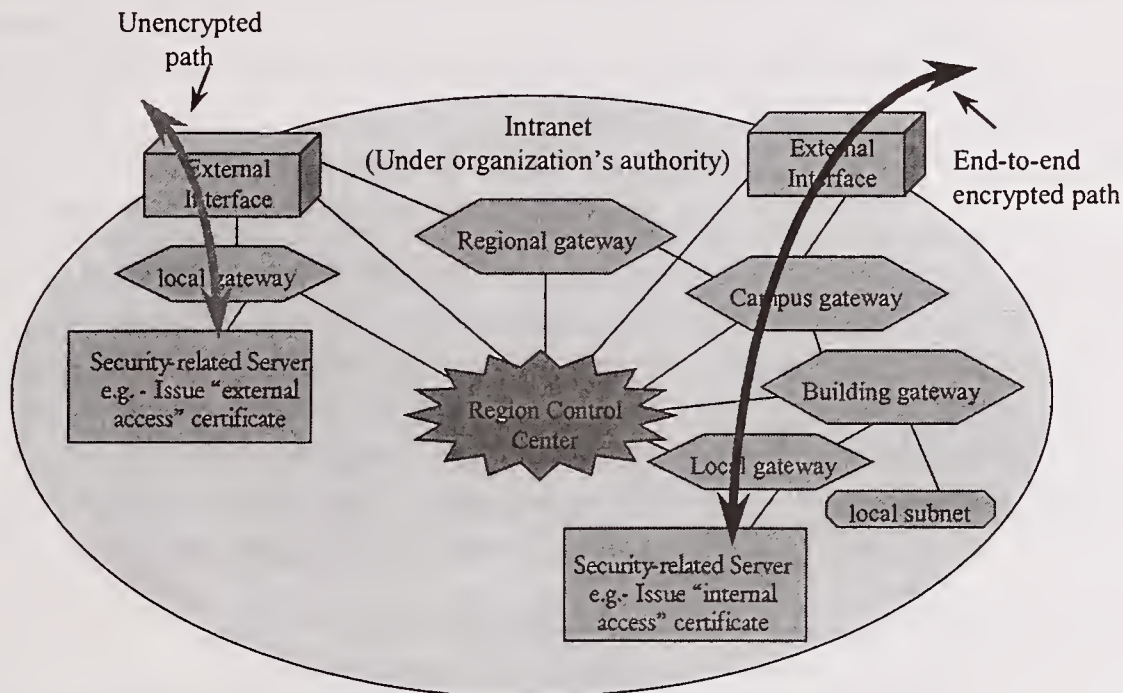 Unencrypted
path
Intranet
(Under organization's authority)
External
Interface
External
Interface
End-to-end
encrypted path
Regional gateway
local gateway
Campus gateway
Security-related Server
e.g.- Issue "external
access" certificate
Building gateway
Region Control
Center
Local gateway
local subnet
Security-related Server
e.g.- Issue "internal
access" certificate